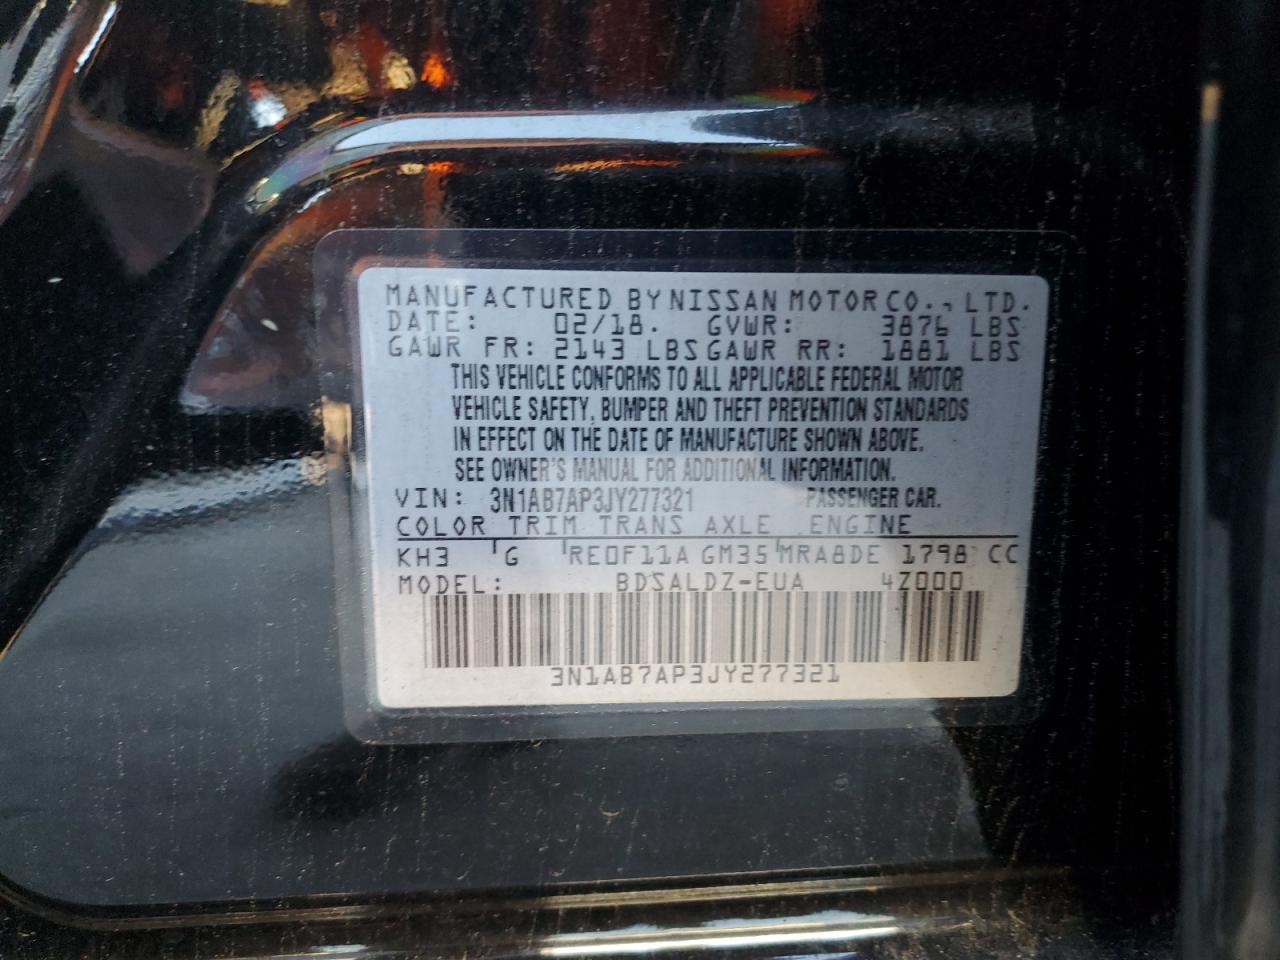 MANUFACTURED BY NISSAN MOTOR CO., LTD.
DATE: 02/18. GVWR: 3876 LBS
GAWR FR: 2143 LBS GAWR RR: 1881 LBS
THIS VEHICLE CONFORMS TO ALL APPLICABLE FEDERAL MOTOR
VEHICLE SAFETY, BUMPER AND THEFT PREVENTION STANDARDS
IN EFFECT ON THE DATE OF MANUFACTURE SHOWN ABOVE.
SEE OWNER'S MANUAL FOR ADDITIONAL INFORMATION.
VIN: 3N1AB7AP3JY277321 PASSENGER CAR.
COLOR TRIM TRANS AXLE ENGINE
KH3 G RE0F11A GM35 MRA8DE 1798 CC
MODEL: BDSALDZ-EUA 4Z000
3N1AB7AP3JY277321